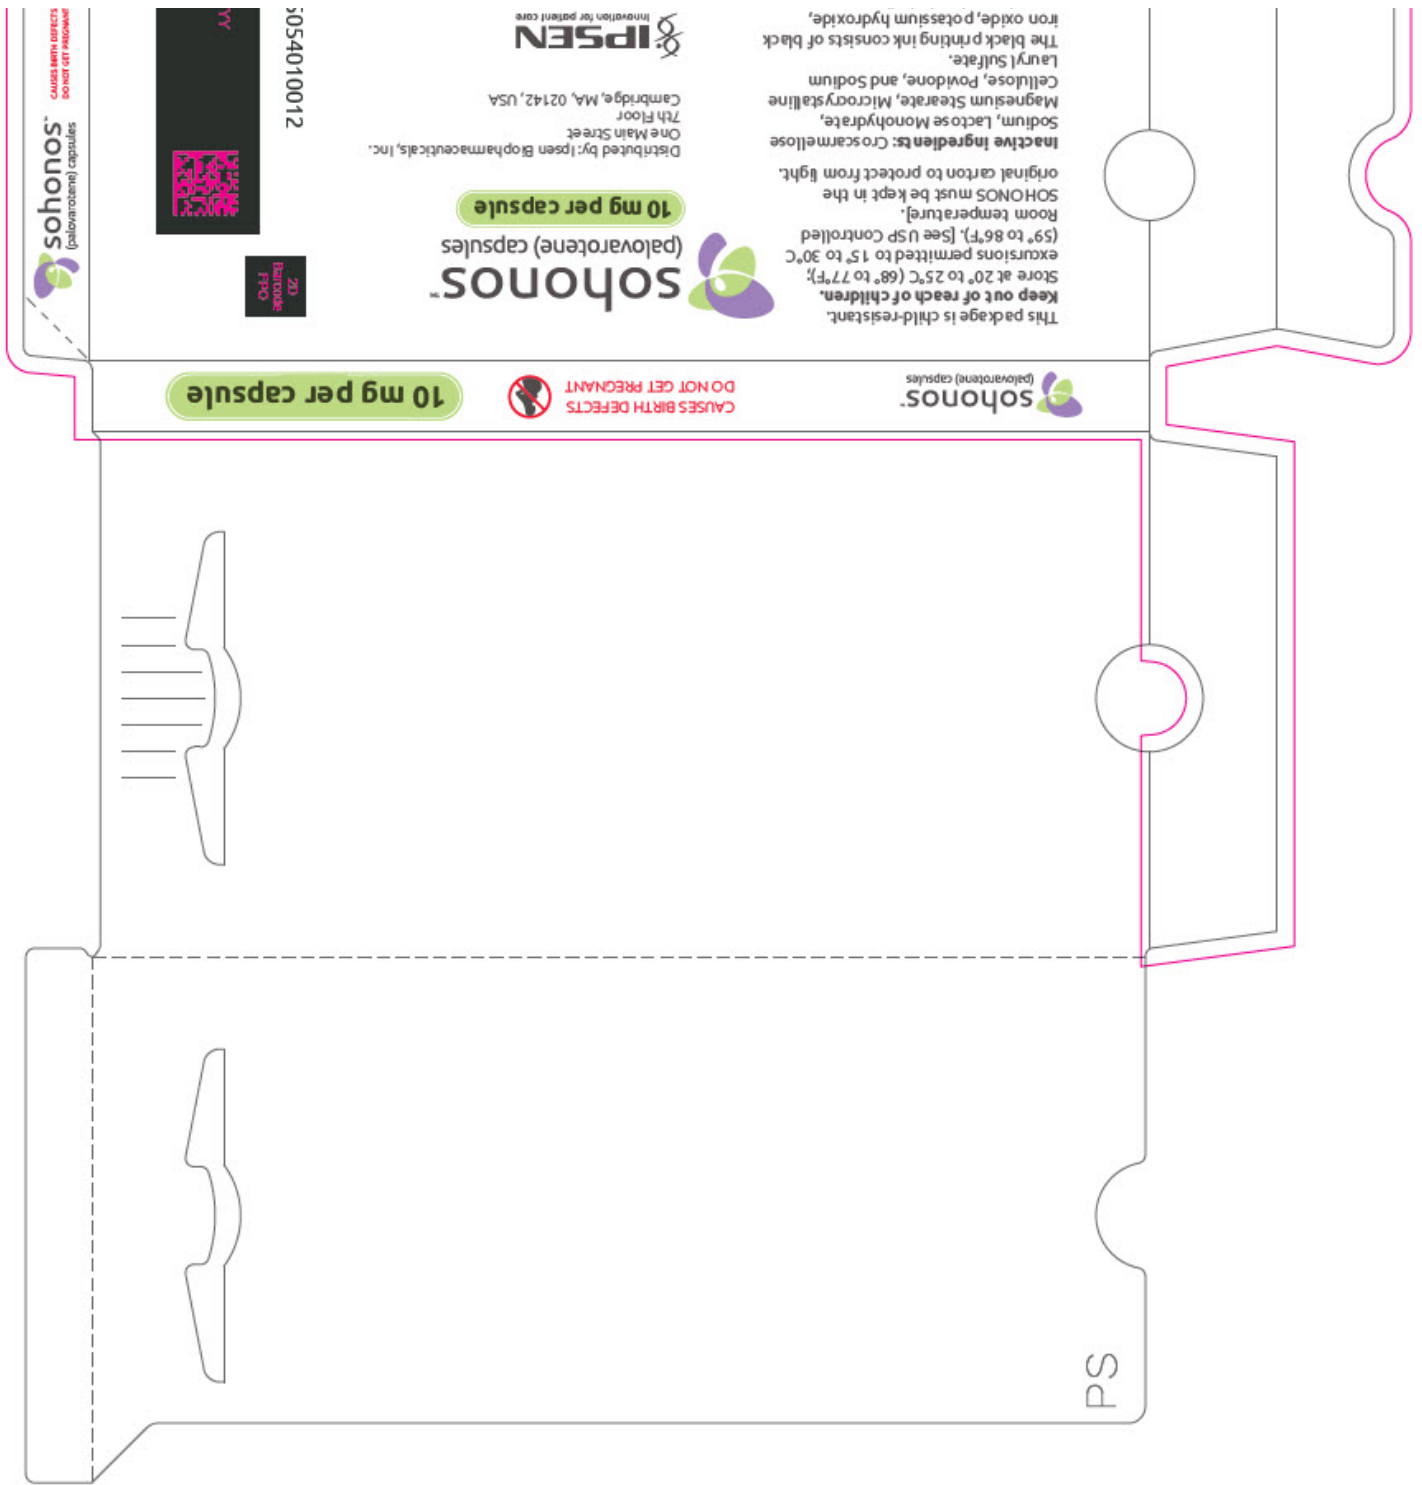 CAUSES BIRTH DEFECTS
DO NOT GET PREGNANT
sohonos™
(palovarotene) capsules
YY
5054010012
2D
Barcode
FPO
This package is child-resistant.
Keep out of reach of children.
Store at 20° to 25°C (68° to 77°F);
excursions permitted to 15° to 30°C
(59° to 86°F). [See USP Controlled
Room temperature].
SOHONOS must be kept in the
original carton to protect from light.
Inactive ingredients: Croscarmellose
Sodium, Lactose Monohydrate,
Magnesium Stearate, Microcrystalline
Cellulose, Povidone, and Sodium
Lauryl Sulfate.
The black printing ink consists of black
iron oxide, potassium hydroxide,
sohonos™
(palovarotene) capsules
10 mg per capsule
Distributed by: Ipsen Biopharmaceuticals, Inc.
One Main Street
7th Floor
Cambridge, MA, 02142, USA
IPSEN
Innovation for patient care
sohonos™
(palovarotene) capsules
CAUSES BIRTH DEFECTS
DO NOT GET PREGNANT
10 mg per capsule
PS